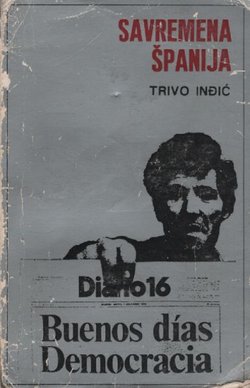 SAVREMENA
ŠPANIJA
TRIVO INĐIĆ
Diario16
Buenos días
Democracia